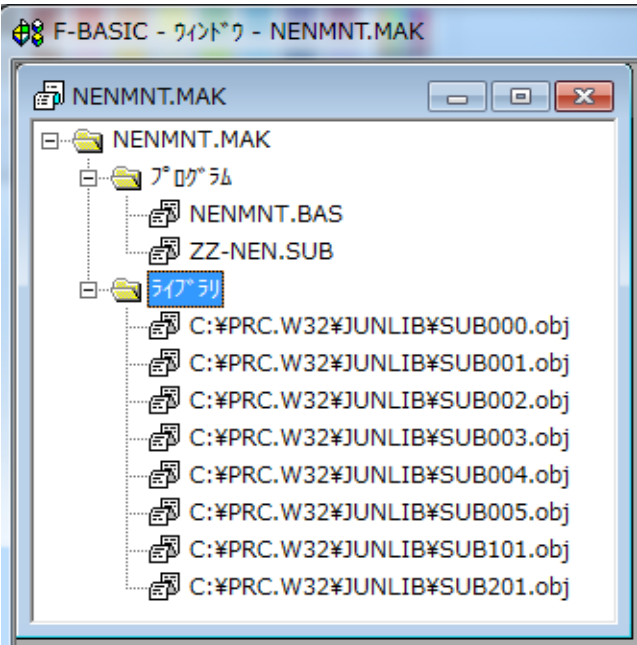 F-BASIC - ｳｨﾝﾄﾞｳ - NENMNT.MAK
NENMNT.MAK
NENMNT.MAK
ﾌﾟﾛｸﾞﾗﾑ
NENMNT.BAS
ZZ-NEN.SUB
ﾗｲﾌﾞﾗﾘ
C:¥PRC.W32¥JUNLIB¥SUB000.obj
C:¥PRC.W32¥JUNLIB¥SUB001.obj
C:¥PRC.W32¥JUNLIB¥SUB002.obj
C:¥PRC.W32¥JUNLIB¥SUB003.obj
C:¥PRC.W32¥JUNLIB¥SUB004.obj
C:¥PRC.W32¥JUNLIB¥SUB005.obj
C:¥PRC.W32¥JUNLIB¥SUB101.obj
C:¥PRC.W32¥JUNLIB¥SUB201.obj